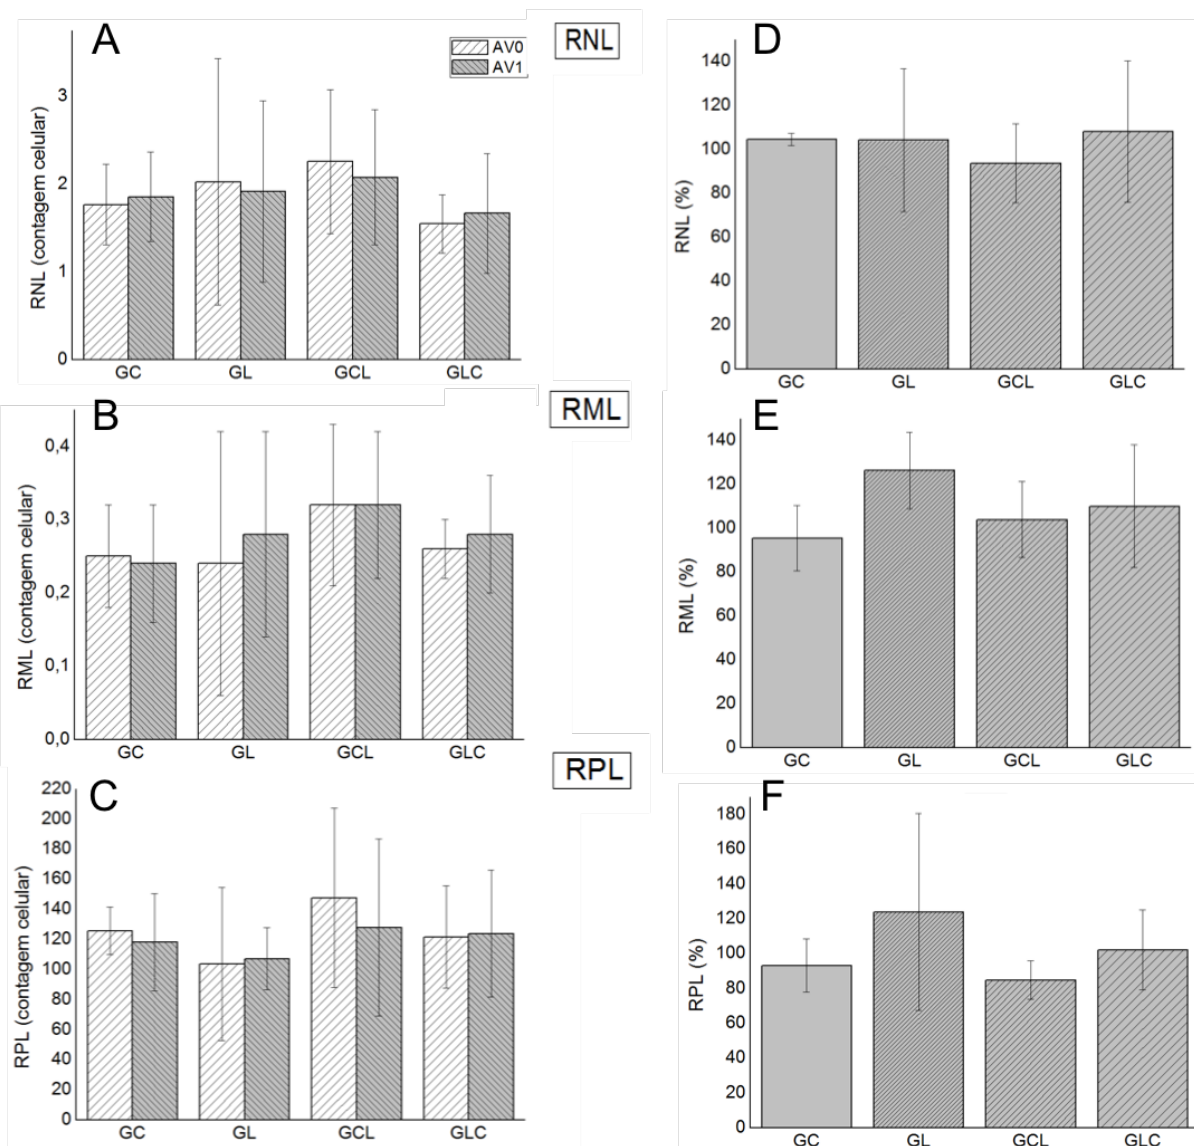 A
AV0
AV1
RNL
RNL (contagem celular)
3
2
1
0
GC GL GCL GLC
D
RNL (%)
140
120
100
80
60
40
20
0
GC GL GCL GLC
B
RML
RML (contagem celular)
0,4
0,3
0,2
0,1
0,0
GC GL GCL GLC
E
RML (%)
140
120
100
80
60
40
20
0
GC GL GCL GLC
C
RPL
RPL (contagem celular)
220
200
180
160
140
120
100
80
60
40
20
0
GC GL GCL GLC
F
RPL (%)
180
160
140
120
100
80
60
40
20
0
GC GL GCL GLC